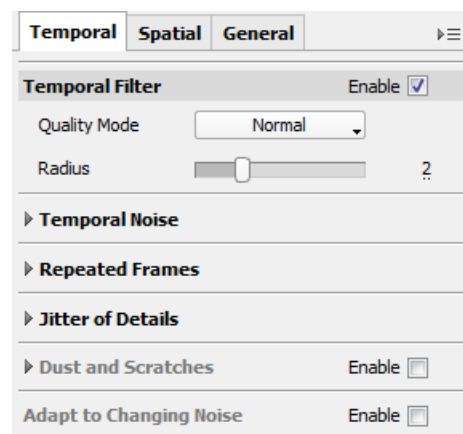 Temporal Spatial General
Temporal Filter Enable
Quality Mode Normal
Radius 2
Temporal Noise
Repeated Frames
Jitter of Details
Dust and Scratches Enable
Adapt to Changing Noise Enable